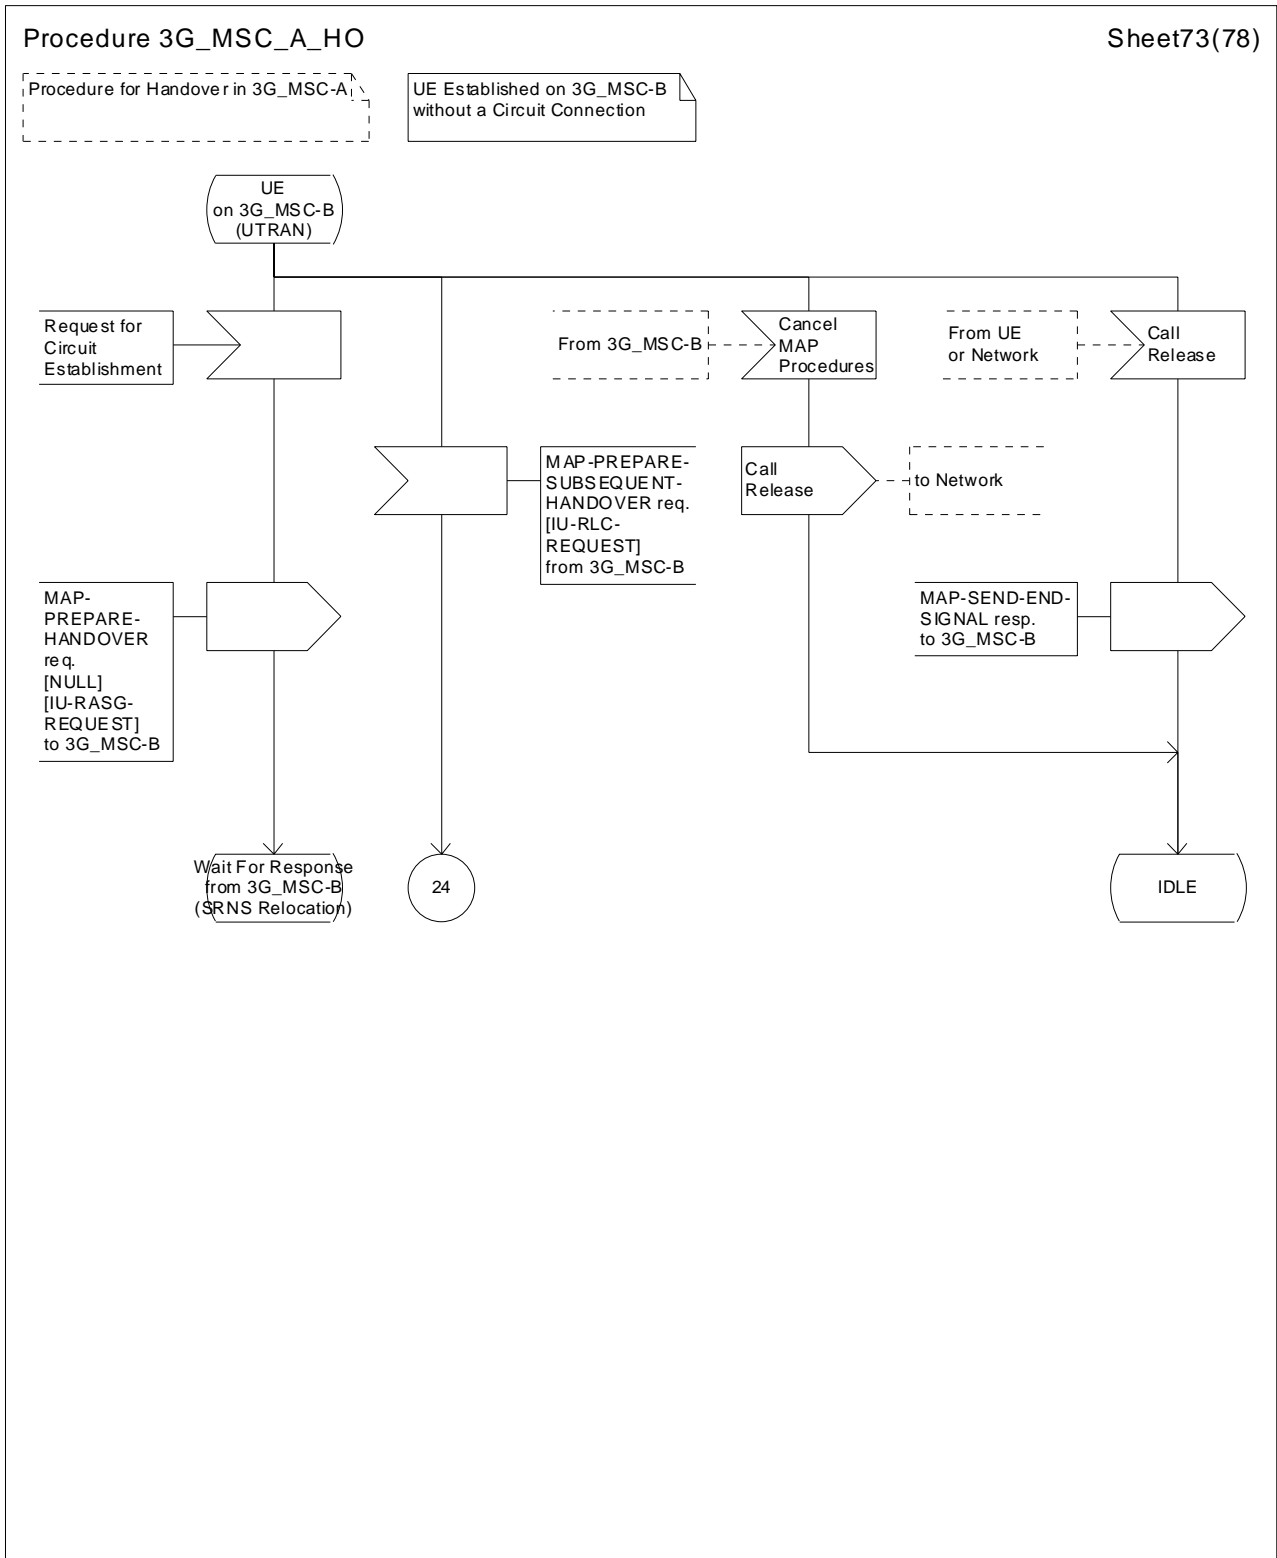 Procedure 3G_MSC_A_HO
Sheet73(78)
Procedure for Handover in 3G_MSC-A
UE Established on 3G_MSC-B
without a Circuit Connection
UE
on 3G_MSC-B
(UTRAN)
Request for
Circuit
Establishment
From 3G_MSC-B
Cancel
MAP
Procedures
From UE
or Network
Call
Release
MAP-PREPARE-
SUBSEQUENT-
HANDOVER req.
[IU-RLC-
REQUEST]
from 3G_MSC-B
Call
Release
to Network
MAP-
PREPARE-
HANDOVER
req.
[NULL]
[IU-RASG-
REQUEST]
to 3G_MSC-B
MAP-SEND-END-
SIGNAL resp.
to 3G_MSC-B
Wait For Response
from 3G_MSC-B
(SRNS Relocation)
24
IDLE